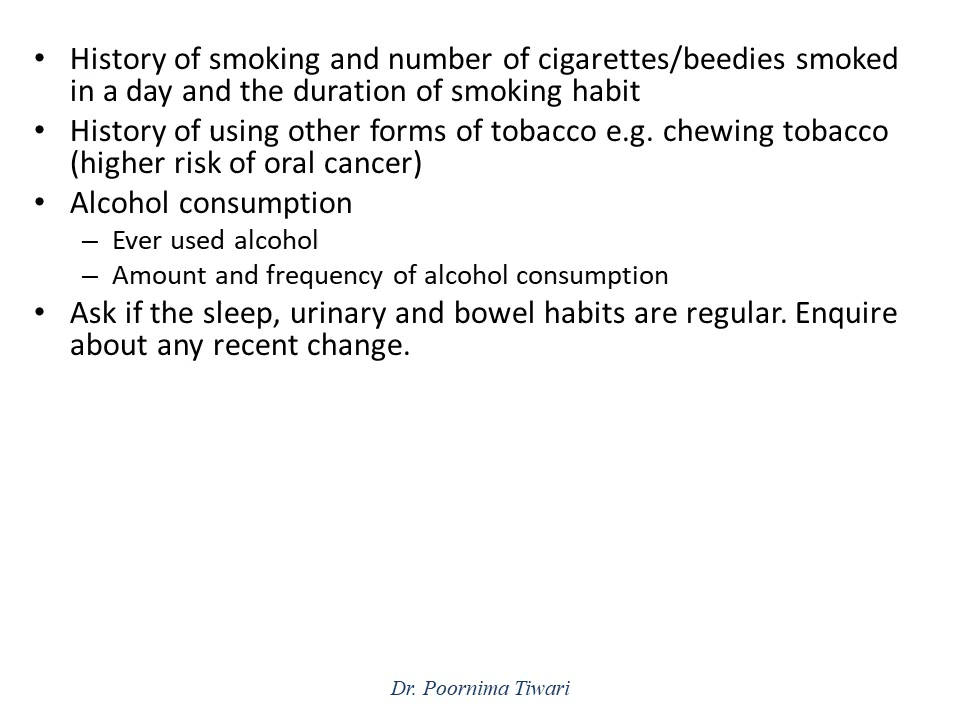 • History of smoking and number of cigarettes/beedies smoked
in a day and the duration of smoking habit
• History of using other forms of tobacco e.g. chewing tobacco
(higher risk of oral cancer)
• Alcohol consumption
– Ever used alcohol
– Amount and frequency of alcohol consumption
• Ask if the sleep, urinary and bowel habits are regular. Enquire
about any recent change.
Dr. Poornima Tiwari